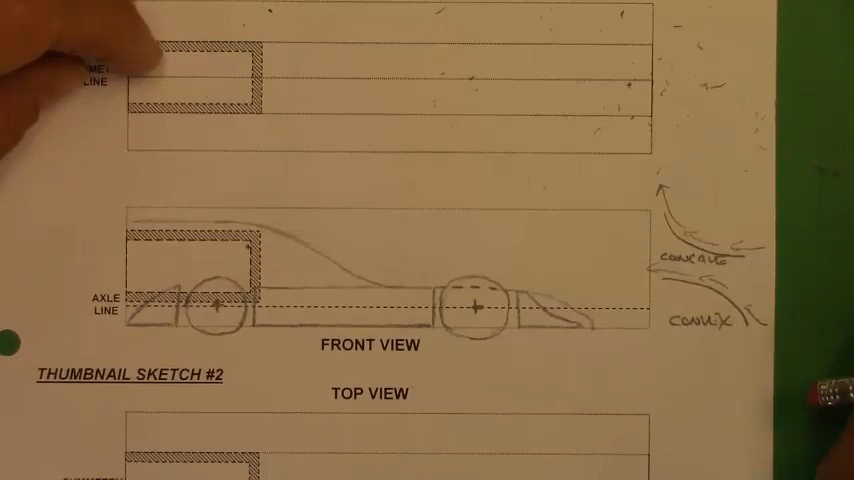 LINE
CONCAVE
AXLE
LINE
CONVEX
FRONT VIEW
THUMBNAIL SKETCH #2
TOP VIEW